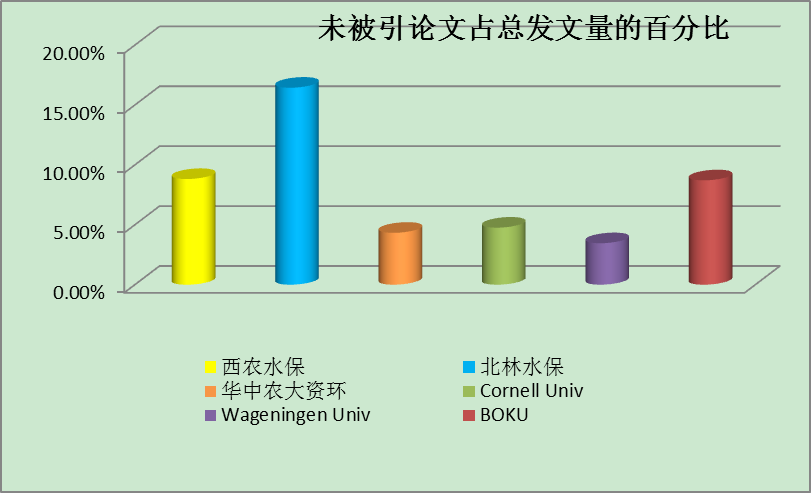 未被引论文占总发文量的百分比
20.00%
15.00%
10.00%
5.00%
0.00%
西农水保
北林水保
华中农大资环
Cornell Univ
Wageningen Univ
BOKU